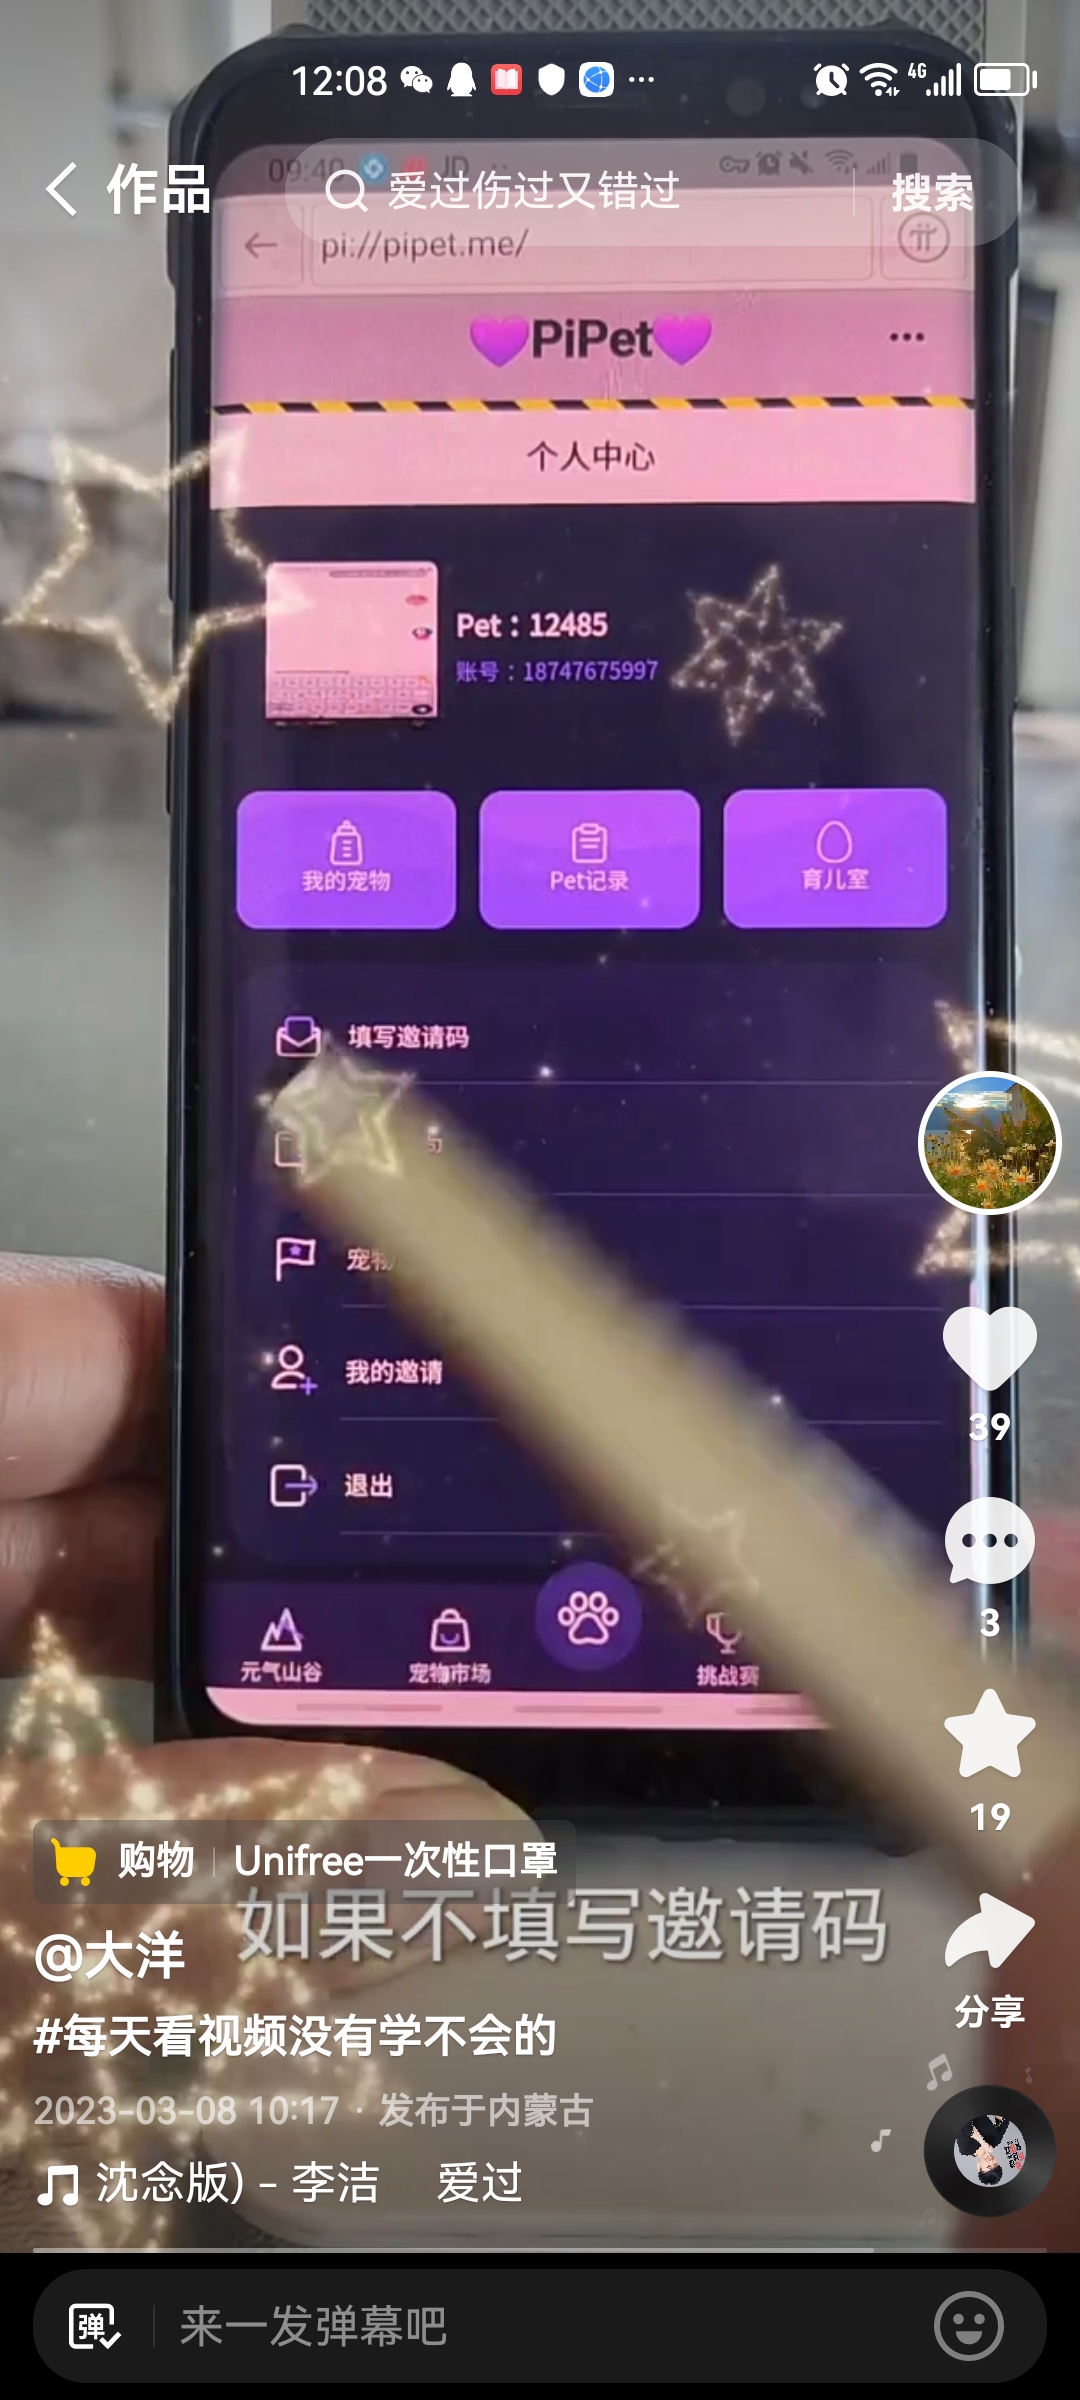 12:08
4G
作品
爱过伤过又错过
搜索
09:40
JD
pi://pipet.me/
💜PiPet💜
个人中心
Pet：12485
账号：18747675997
我的宠物
Pet记录
育儿室
填写邀请码
宠物
我的邀请
退出
元气山谷
宠物市场
挑战赛
39
3
19
分享
购物
Unifree一次性口罩
如果不填写邀请码
@大洋
#每天看视频没有学不会的
2023-03-08 10:17 · 发布于内蒙古
沈念版) - 李洁 爱过
弹
来一发弹幕吧